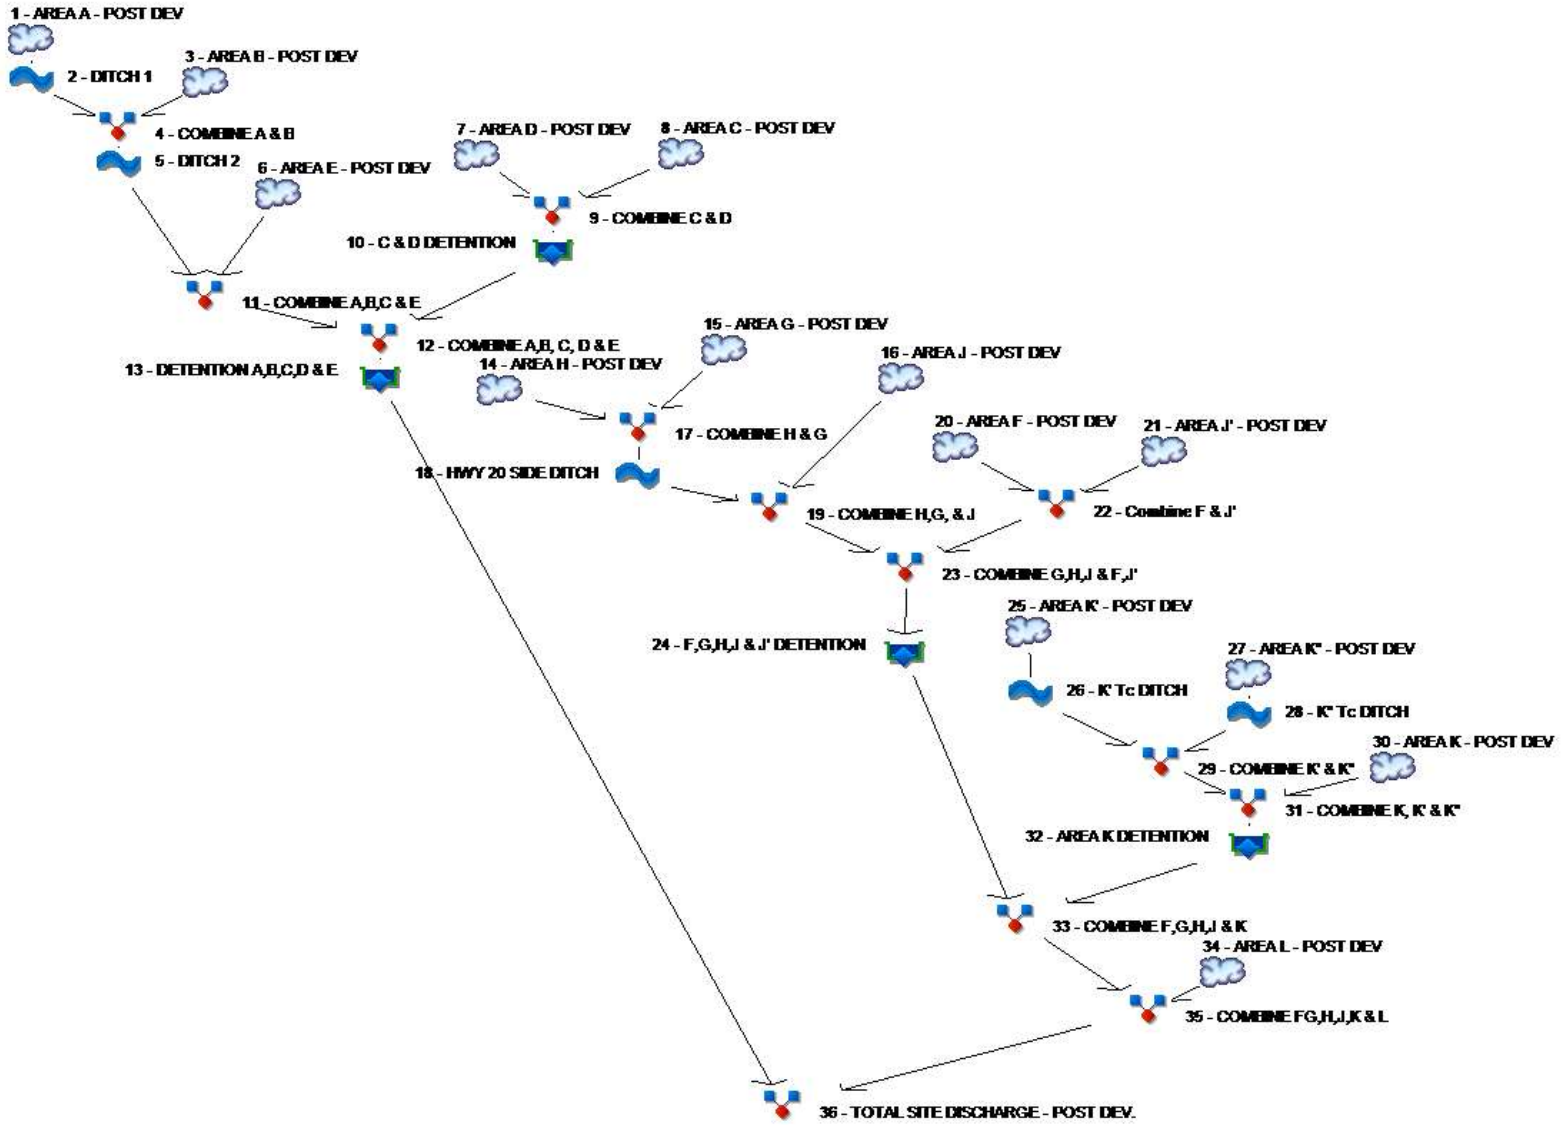 1 - AREA A - POST DEV
2 - DITCH 1
3 - AREA B - POST DEV
4 - COMBINE A & B
5 - DITCH 2
6 - AREA E - POST DEV
7 - AREA D - POST DEV
8 - AREA C - POST DEV
9 - COMBINE C & D
10 - C & D DETENTION
11 - COMBINE A,B,C & E
12 - COMBINE A,B, C, D & E
13 - DETENTION A,B,C,D & E
14 - AREA H - POST DEV
15 - AREA G - POST DEV
16 - AREA J - POST DEV
17 - COMBINE H & G
18 - HWY 20 SIDE DITCH
19 - COMBINE H,G, & J
20 - AREA F - POST DEV
21 - AREA J' - POST DEV
22 - Combine F & J'
23 - COMBINE G,H,J & F,J'
24 - F,G,H,J & J' DETENTION
25 - AREA K' - POST DEV
26 - K' Tc DITCH
27 - AREA K" - POST DEV
28 - K" Tc DITCH
29 - COMBINE K' & K"
30 - AREA K - POST DEV
31 - COMBINE K, K' & K"
32 - AREA K DETENTION
33 - COMBINE F,G,H,J & K
34 - AREA L - POST DEV
35 - COMBINE FG,H,J,K & L
36 - TOTAL SITE DISCHARGE - POST DEV.